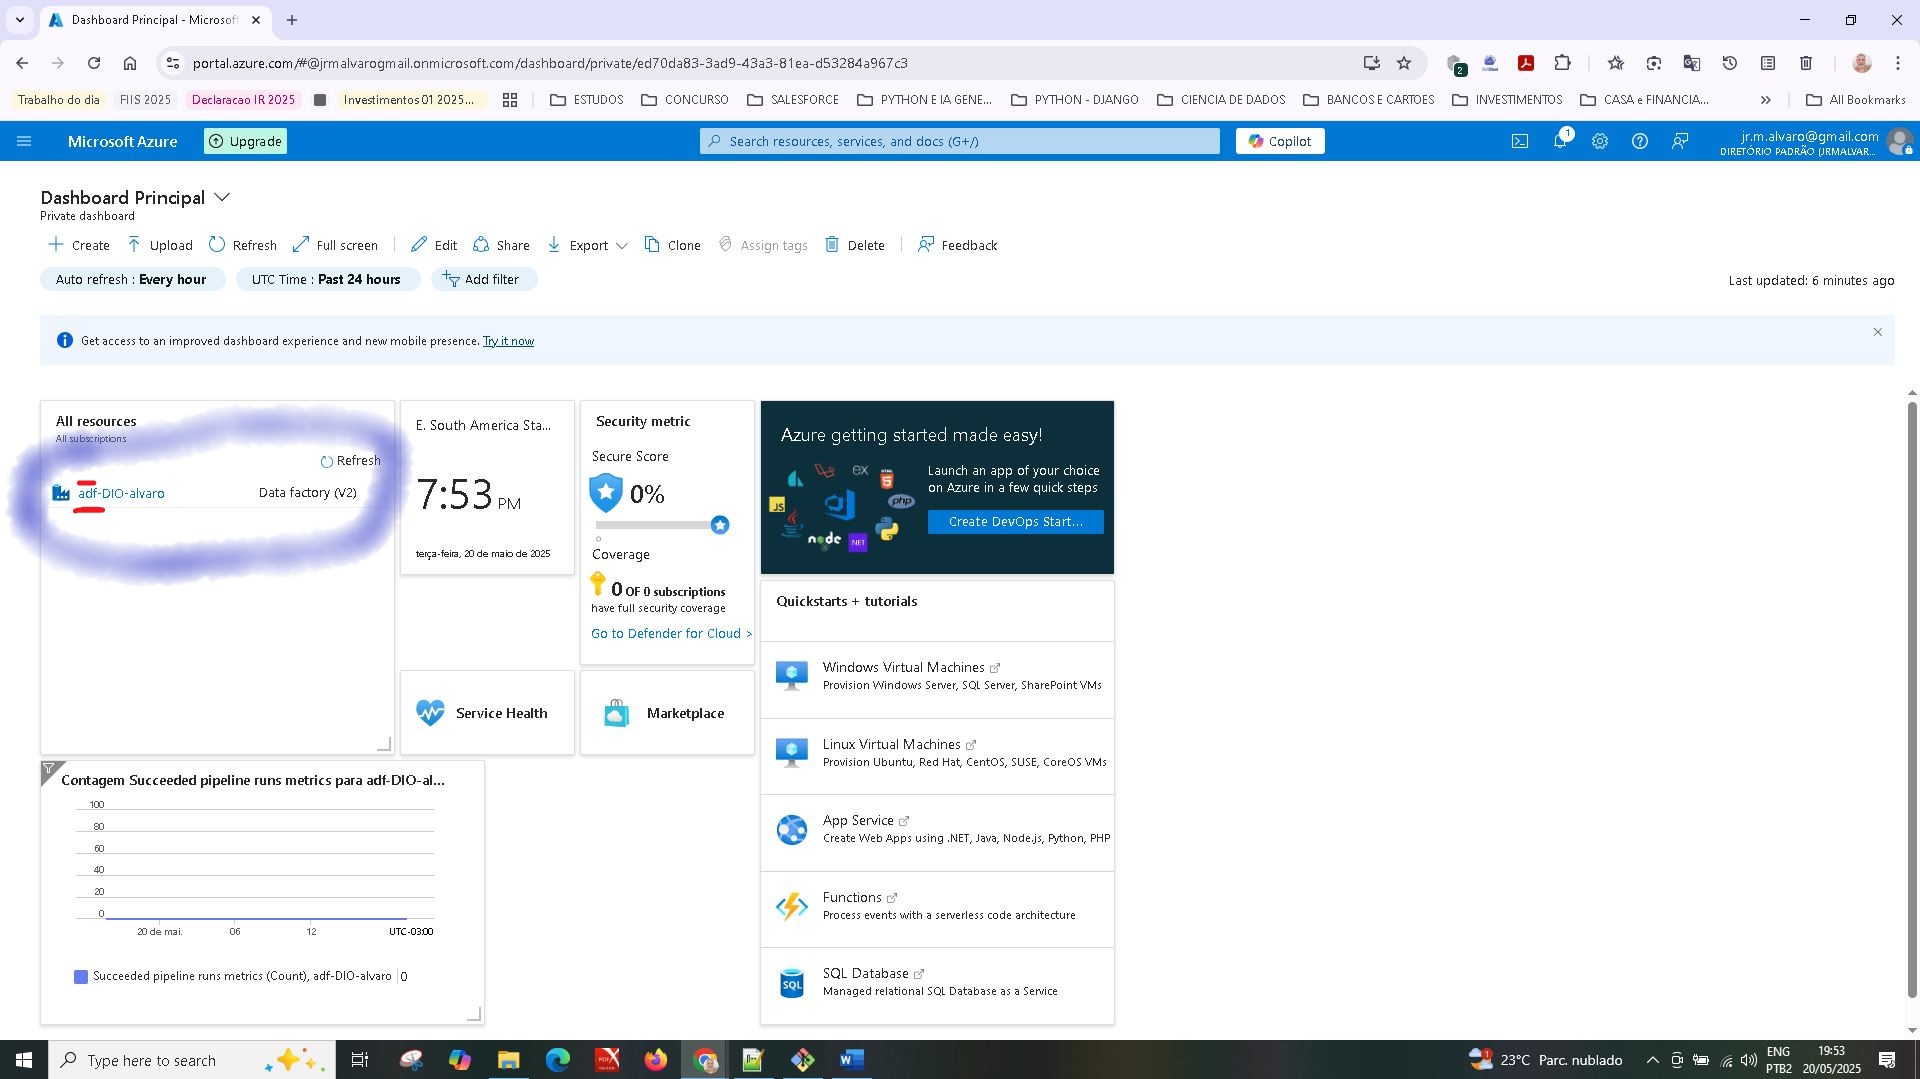 Dashboard Principal - Microsof
portal.azure.com/#@jrmalvarogmail.onmicrosoft.com/dashboard/private/ed70da83-3ad9-43a3-81ea-d53284a967c3
2
Trabalho do dia
FIIS 2025
Declaracao IR 2025
Investimentos 01 2025...
ESTUDOS
CONCURSO
SALESFORCE
PYTHON E IA GENE...
PYTHON - DJANGO
CIENCIA DE DADOS
BANCOS E CARTOES
INVESTIMENTOS
CASA e FINANCIA...
»
All Bookmarks
Microsoft Azure
Upgrade
Search resources, services, and docs (G+/)
Copilot
1
jr.m.alvaro@gmail.com
DIRETÓRIO PADRÃO (JRMALVAR...
Dashboard Principal
Private dashboard
Create
Upload
Refresh
Full screen
Edit
Share
Export
Clone
Assign tags
Delete
Feedback
Auto refresh : Every hour
UTC Time : Past 24 hours
Add filter
Last updated: 6 minutes ago
Get access to an improved dashboard experience and new mobile presence. Try it now
All resources
All subscriptions
Refresh
adf-DIO-alvaro
Data factory (V2)
E. South America Sta...
7:53 PM
terça-feira, 20 de maio de 2025
Security metric
Secure Score
0%
Coverage
0 OF 0 subscriptions
have full security coverage
Go to Defender for Cloud >
Azure getting started made easy!
Launch an app of your choice
on Azure in a few quick steps
Create DevOps Start...
EX
HTML
JS
php
Java
node
.NET
Quickstarts + tutorials
Windows Virtual Machines
Provision Windows Server, SQL Server, SharePoint VMs
Linux Virtual Machines
Provision Ubuntu, Red Hat, CentOS, SUSE, CoreOS VMs
App Service
Create Web Apps using .NET, Java, Node.js, Python, PHP
Functions
Process events with a serverless code architecture
SQL
SQL Database
Managed relational SQL Database as a Service
Service Health
Marketplace
Contagem Succeeded pipeline runs metrics para adf-DIO-al...
100
80
60
40
20
0
20 de mai.
06
12
UTC-03:00
Succeeded pipeline runs metrics (Count), adf-DIO-alvaro
0
Type here to search
1
23°C Parc. nublado
ENG
PTB2
19:53
20/05/2025